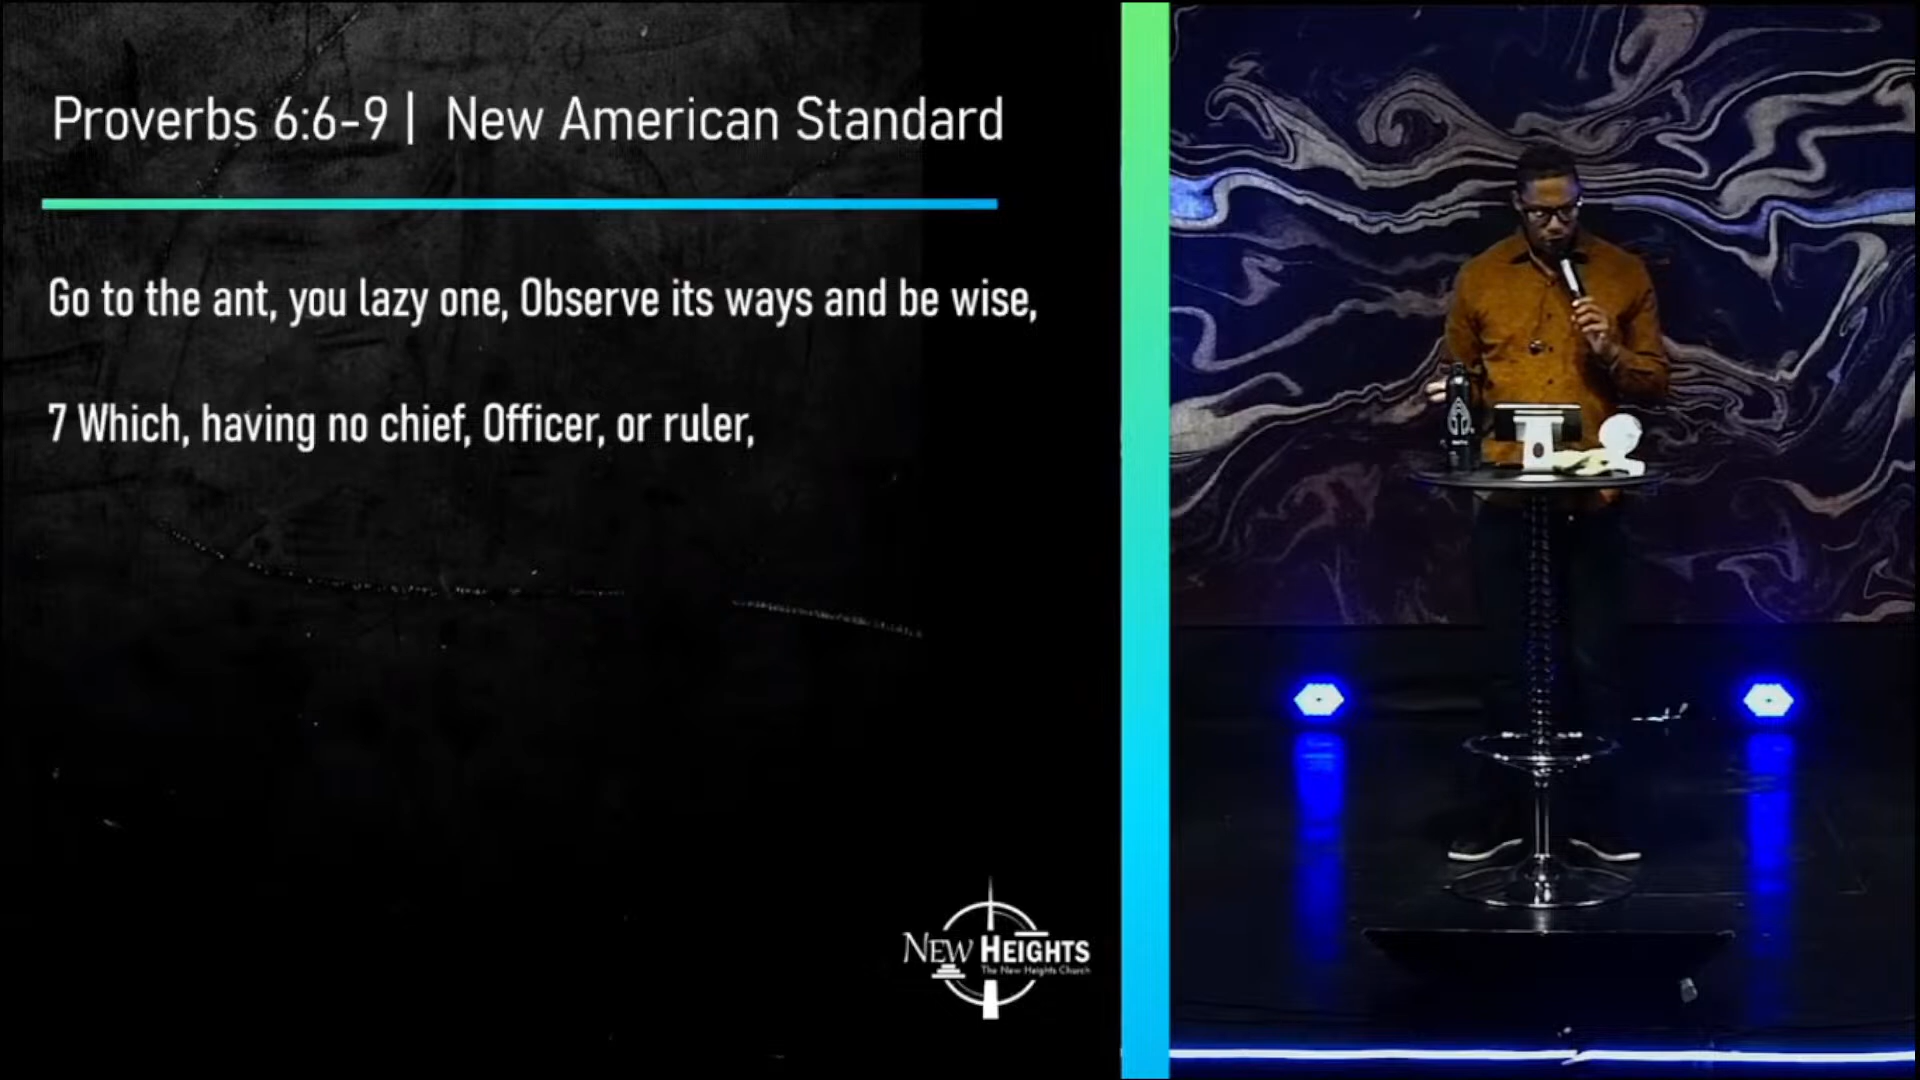 Proverbs 6:6-9 | New American Standard
Go to the ant, you lazy one, Observe its ways and be wise,
7 Which, having no chief, Officer, or ruler,
NEW HEIGHTS
The New Heights Church